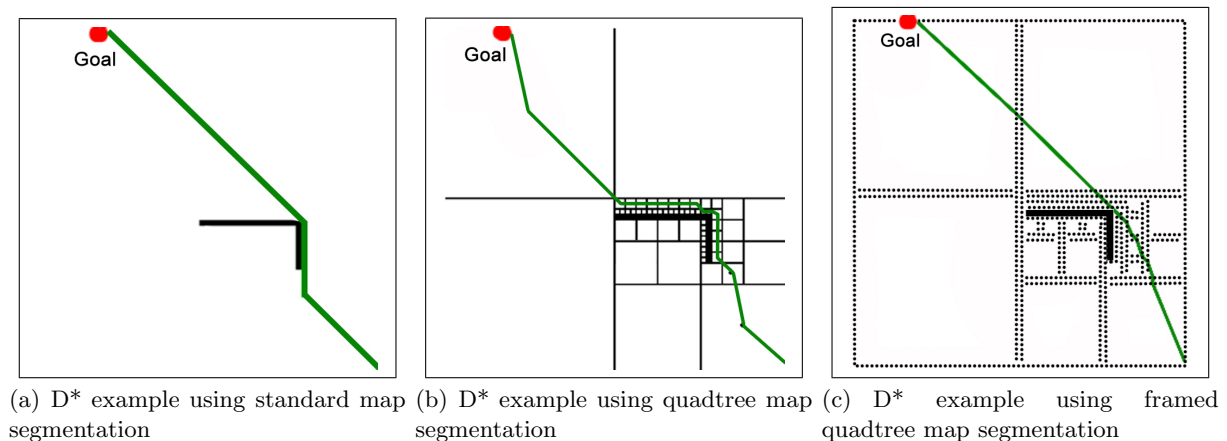 Goal
Goal
Goal
(a) D* example using standard map segmentation
(b) D* example using quadtree map segmentation
(c) D* example using framed quadtree map segmentation